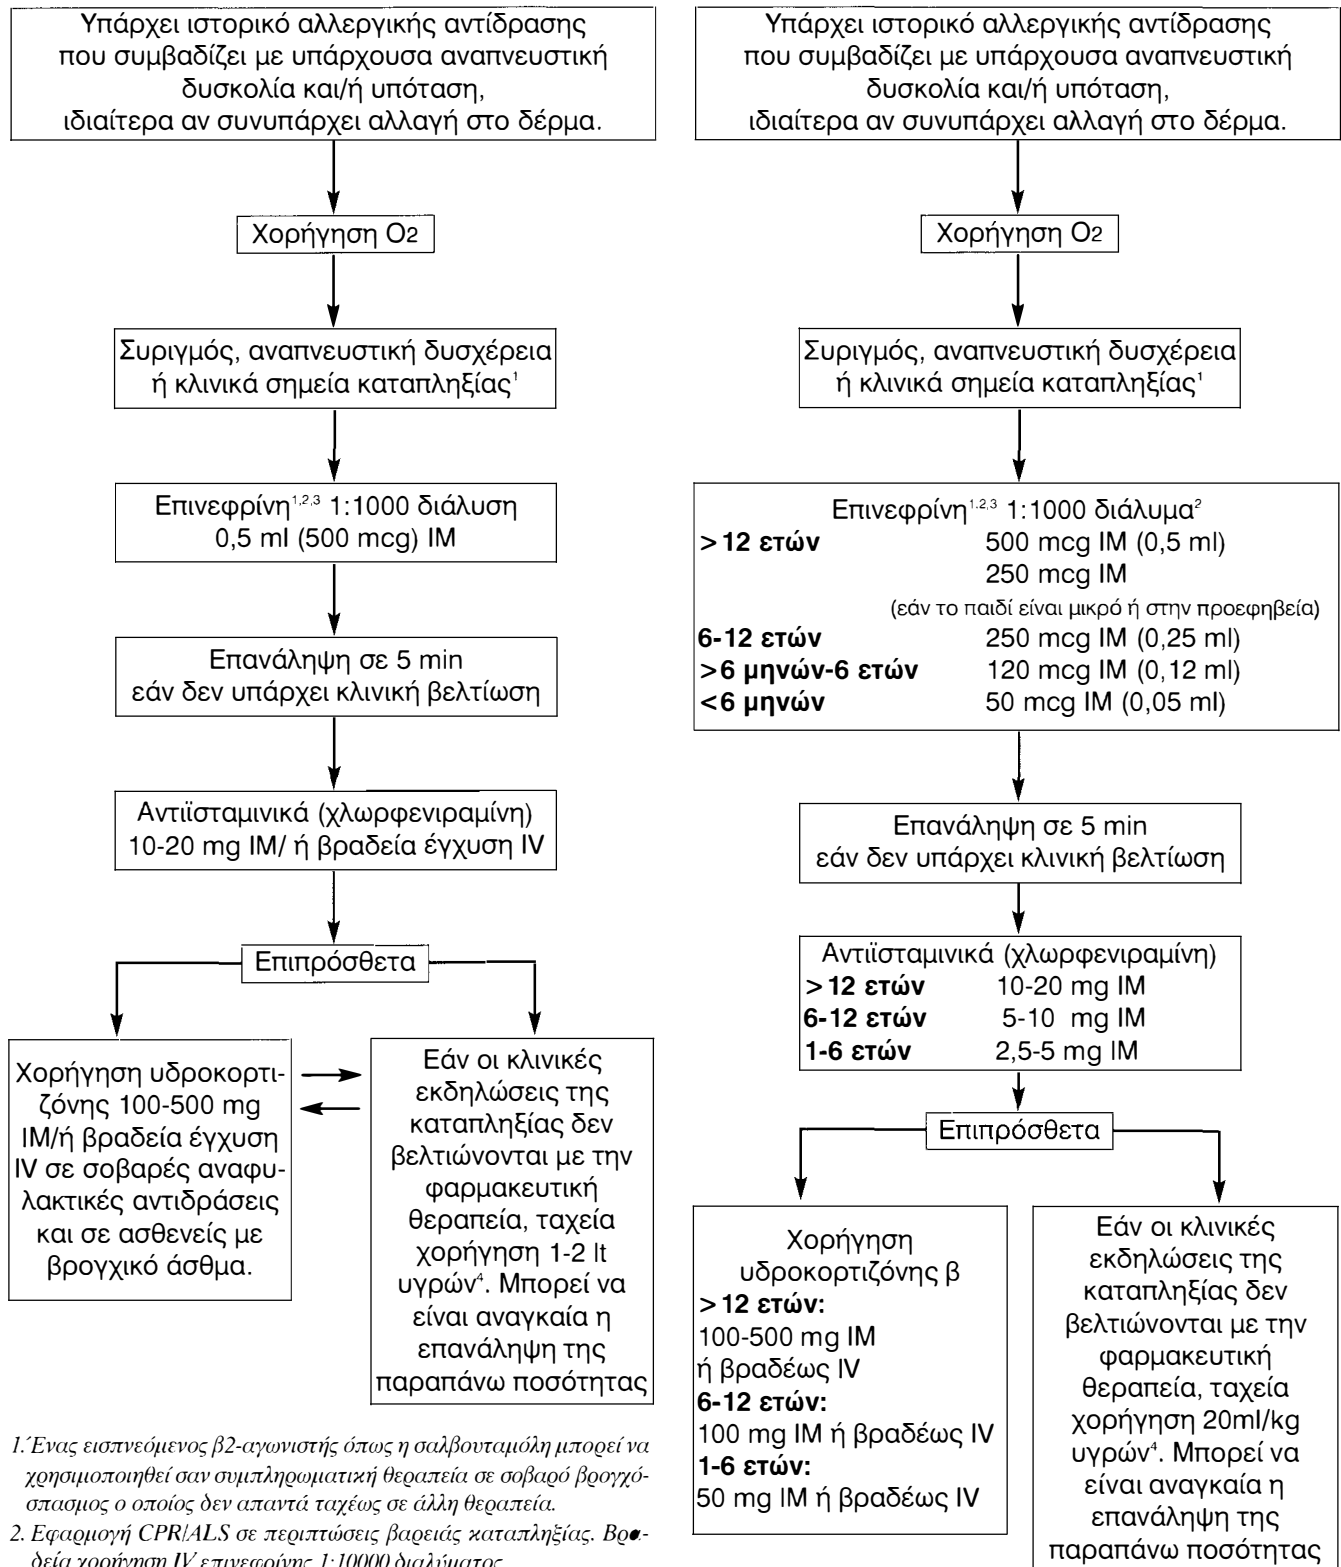 Υπάρχει ιστορικό αλλεργικής αντίδρασης
που συμβαδίζει με υπάρχουσα αναπνευστική
δυσκολία και/ή υπόταση,
ιδιαίτερα αν συνυπάρχει αλλαγή στο δέρμα.
Χορήγηση O2
Συριγμός, αναπνευστική δυσχέρεια
ή κλινικά σημεία καταπληξίας¹
Επινεφρίνη¹,²,³ 1:1000 διάλυση
0,5 ml (500 mcg) IM
Επανάληψη σε 5 min
εάν δεν υπάρχει κλινική βελτίωση
Αντιϊσταμινικά (χλωρφενιραμίνη)
10-20 mg IM/ ή βραδεία έγχυση IV
Επιπρόσθετα
Χορήγηση υδροκορτι-
ζόνης 100-500 mg
IM/ή βραδεία έγχυση
IV σε σοβαρές αναφυ-
λακτικές αντιδράσεις
και σε ασθενείς με
βρογχικό άσθμα.
Εάν οι κλινικές
εκδηλώσεις της
καταπληξίας δεν
βελτιώνονται με την
φαρμακευτική
θεραπεία, ταχεία
χορήγηση 1-2 lt
υγρών⁴. Μπορεί να
είναι αναγκαία η
επανάληψη της
παραπάνω ποσότητας
1. Ένας εισπνεόμενος β2-αγωνιστής όπως η σαλβουταμόλη μπορεί να
χρησιμοποιηθεί σαν συμπληρωματική θεραπεία σε σοβαρό βρογχό-
σπασμος ο οποίος δεν απαντά ταχέως σε άλλη θεραπεία.
2. Εφαρμογή CPR/ALS σε περιπτώσεις βαρειάς καταπληξίας. Βρα-
δεία χορήγηση IV επινεφρίνης 1:10000 διαλύματος
Υπάρχει ιστορικό αλλεργικής αντίδρασης
που συμβαδίζει με υπάρχουσα αναπνευστική
δυσκολία και/ή υπόταση,
ιδιαίτερα αν συνυπάρχει αλλαγή στο δέρμα.
Χορήγηση O2
Συριγμός, αναπνευστική δυσχέρεια
ή κλινικά σημεία καταπληξίας¹
Επινεφρίνη¹,²,³ 1:1000 διάλυμα²
>12 ετών 500 mcg IM (0,5 ml)
250 mcg IM
(εάν το παιδί είναι μικρό ή στην προεφηβεία)
6-12 ετών 250 mcg IM (0,25 ml)
>6 μηνών-6 ετών 120 mcg IM (0,12 ml)
<6 μηνών 50 mcg IM (0,05 ml)
Επανάληψη σε 5 min
εάν δεν υπάρχει κλινική βελτίωση
Αντιϊσταμινικά (χλωρφενιραμίνη)
>12 ετών 10-20 mg IM
6-12 ετών 5-10 mg IM
1-6 ετών 2,5-5 mg IM
Επιπρόσθετα
Χορήγηση
υδροκορτιζόνης β
>12 ετών:
100-500 mg IM
ή βραδέως IV
6-12 ετών:
100 mg IM ή βραδέως IV
1-6 ετών:
50 mg IM ή βραδέως IV
Εάν οι κλινικές
εκδηλώσεις της
καταπληξίας δεν
βελτιώνονται με την
φαρμακευτική
θεραπεία, ταχεία
χορήγηση 20ml/kg
υγρών⁴. Μπορεί να
είναι αναγκαία η
επανάληψη της
παραπάνω ποσότητας